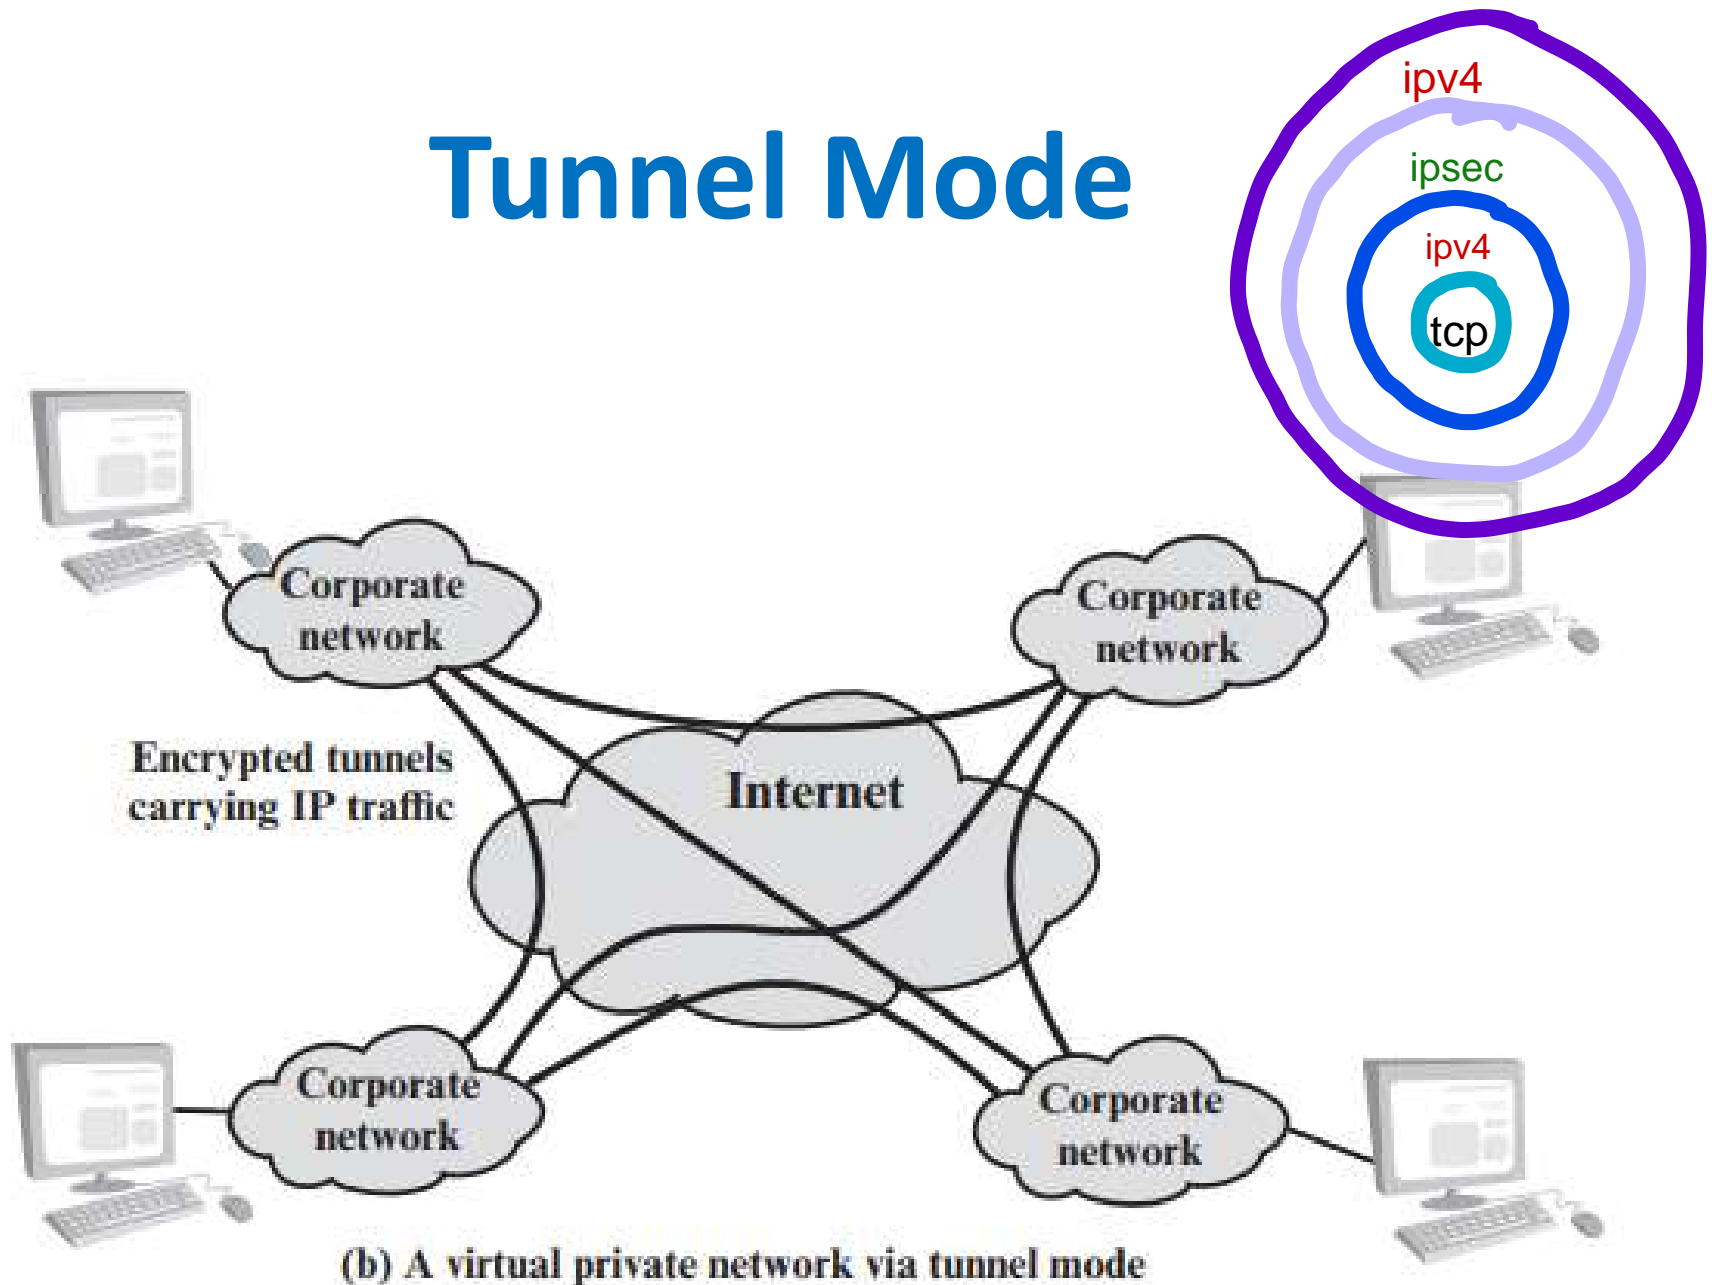 Tunnel Mode
ipv4
ipsec
ipv4
tcp
Corporate
network
Corporate
network
Encrypted tunnels
carrying IP traffic
Internet
Corporate
network
Corporate
network
(b) A virtual private network via tunnel mode